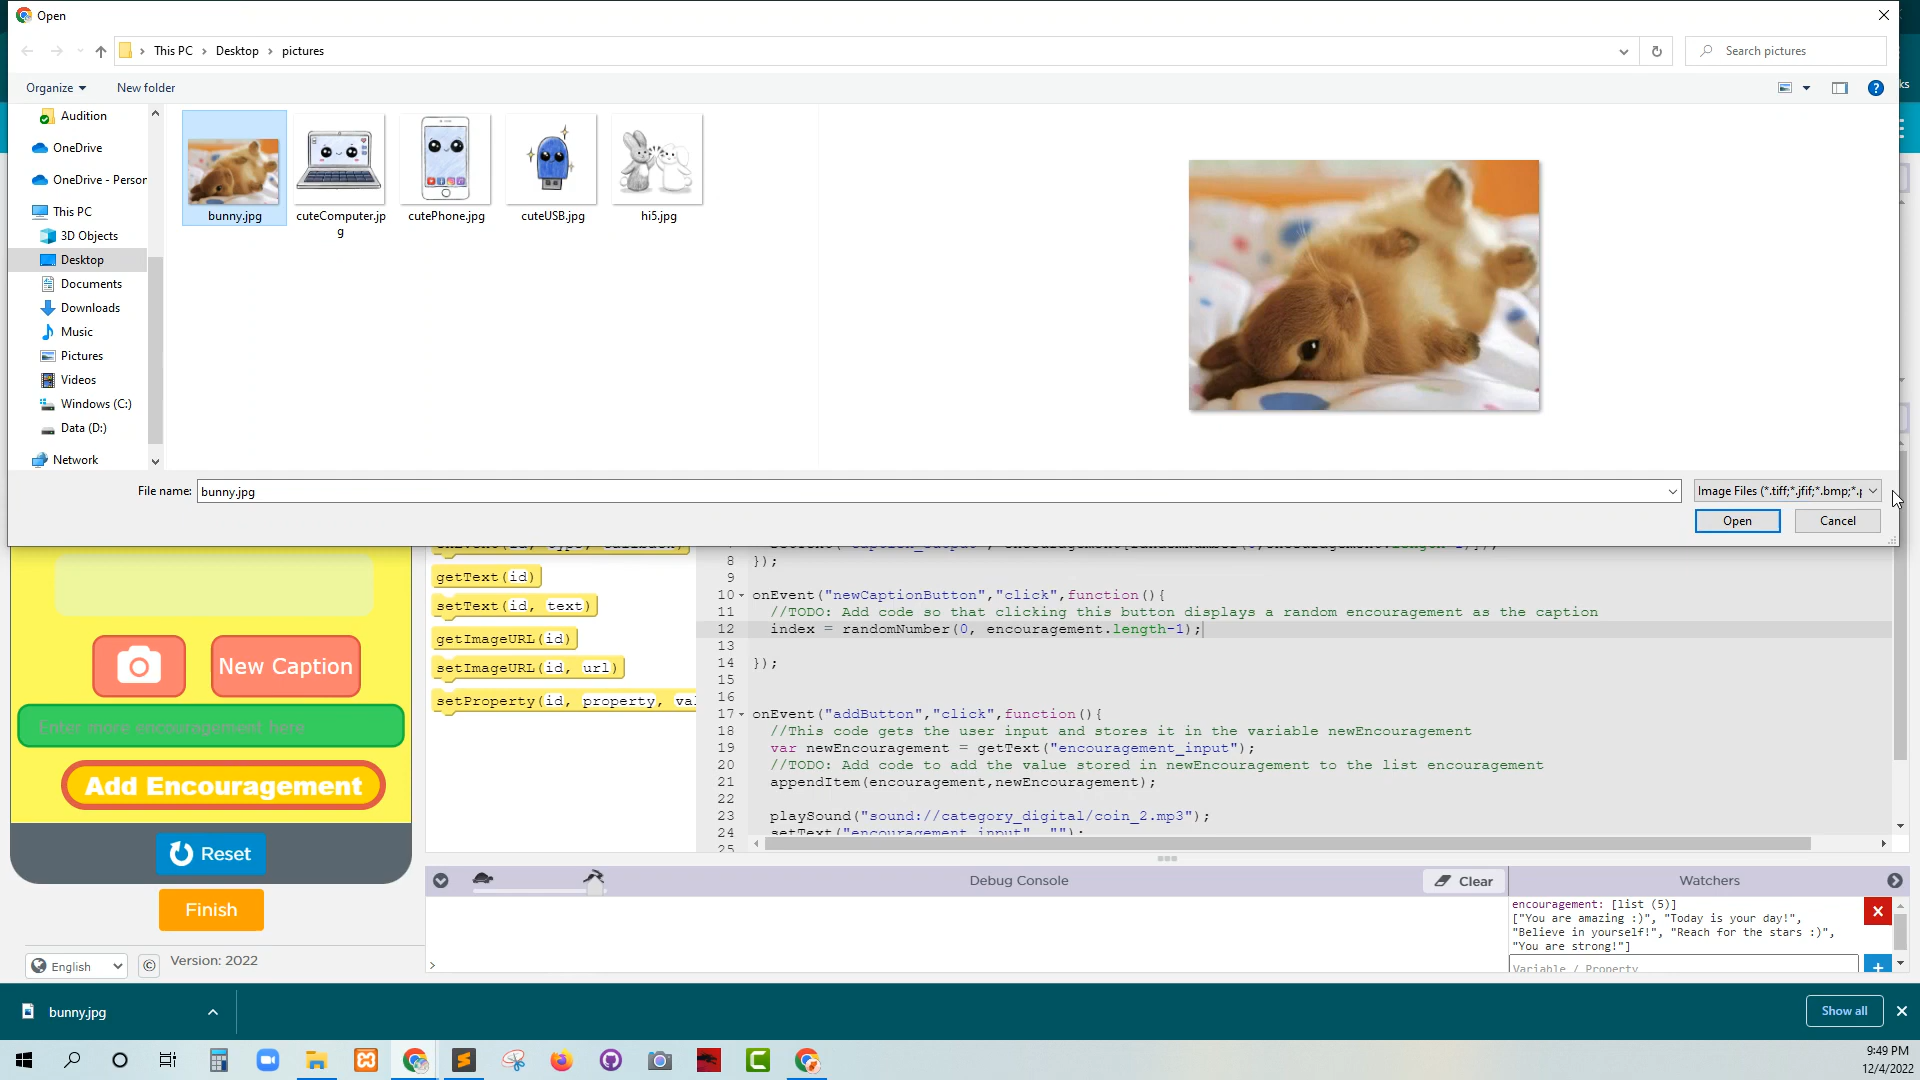 Open
This PC > Desktop > pictures
Search pictures
Organize
New folder
Audition
OneDrive
OneDrive - Person
This PC
3D Objects
Desktop
Documents
Downloads
Music
Pictures
Videos
Windows (C:)
Data (D:)
Network
bunny.jpg
cuteComputer.jp
g
cutePhone.jpg
cuteUSB.jpg
hi5.jpg
File name:
bunny.jpg
Image Files (*.tiff;*.jfif;*.bmp;*.p
Open
Cancel
New Caption
Enter more encouragement here
Add Encouragement
Reset
Finish
English
©
Version: 2022
getText(id)
setText(id, text)
getImageURL(id)
setImageURL(id, url)
setProperty(id, property, val
8 });
9
10 onEvent("newCaptionButton","click",function(){
11 //TODO: Add code so that clicking this button displays a random encouragement as the caption
12 index = randomNumber(0, encouragement.length-1);
13
14 });
15
16
17 onEvent("addButton","click",function(){
18 //This code gets the user input and stores it in the variable newEncouragement
19 var newEncouragement = getText("encouragement_input");
20 //TODO: Add code to add the value stored in newEncouragement to the list encouragement
21 appendItem(encouragement,newEncouragement);
22
23 playSound("sound://category_digital/coin_2.mp3");
24 setText("encouragement_input", "");
25
Debug Console
Clear
Watchers
encouragement: [list (5)]
["You are amazing :)", "Today is your day!",
"Believe in yourself!", "Reach for the stars :)",
"You are strong!"]
Variable / Property
>
bunny.jpg
Show all
9:49 PM
12/4/2022